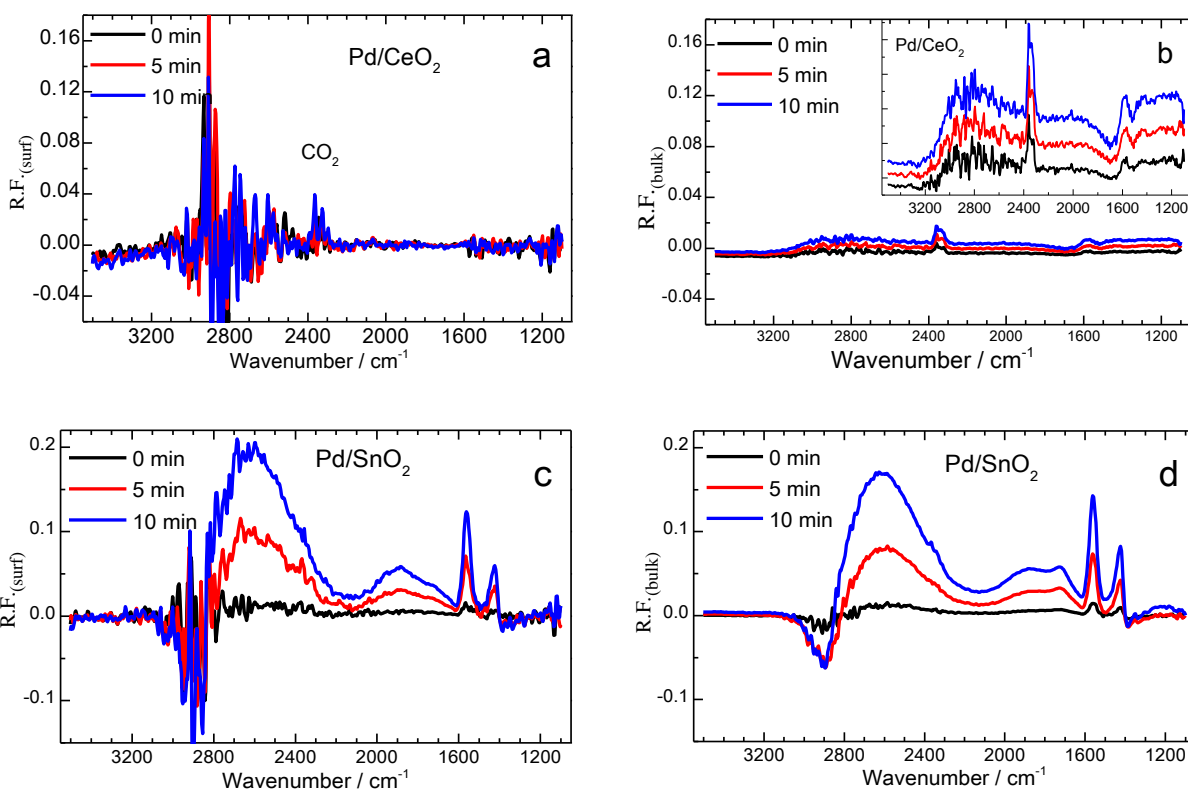 0.16
0.12
0.08
0.04
0.00
-0.04
R.F.(surf)
0 min
5 min
10 min
Pd/CeO2
a
CO2
3200 2800 2400 2000 1600 1200
Wavenumber / cm-1
0.16
0.12
0.08
0.04
0.00
-0.04
R.F.(bulk)
0 min
5 min
10 min
Pd/CeO2
b
3200 2800 2400 2000 1600 1200
3200 2800 2400 2000 1600 1200
Wavenumber / cm-1
0.2
0.1
0.0
-0.1
R.F.(surf)
0 min
5 min
10 min
Pd/SnO2
c
3200 2800 2400 2000 1600 1200
Wavenumber / cm-1
0.2
0.1
0.0
-0.1
R.F.(bulk)
0 min
5 min
10 min
Pd/SnO2
d
3200 2800 2400 2000 1600 1200
Wavenumber / cm-1